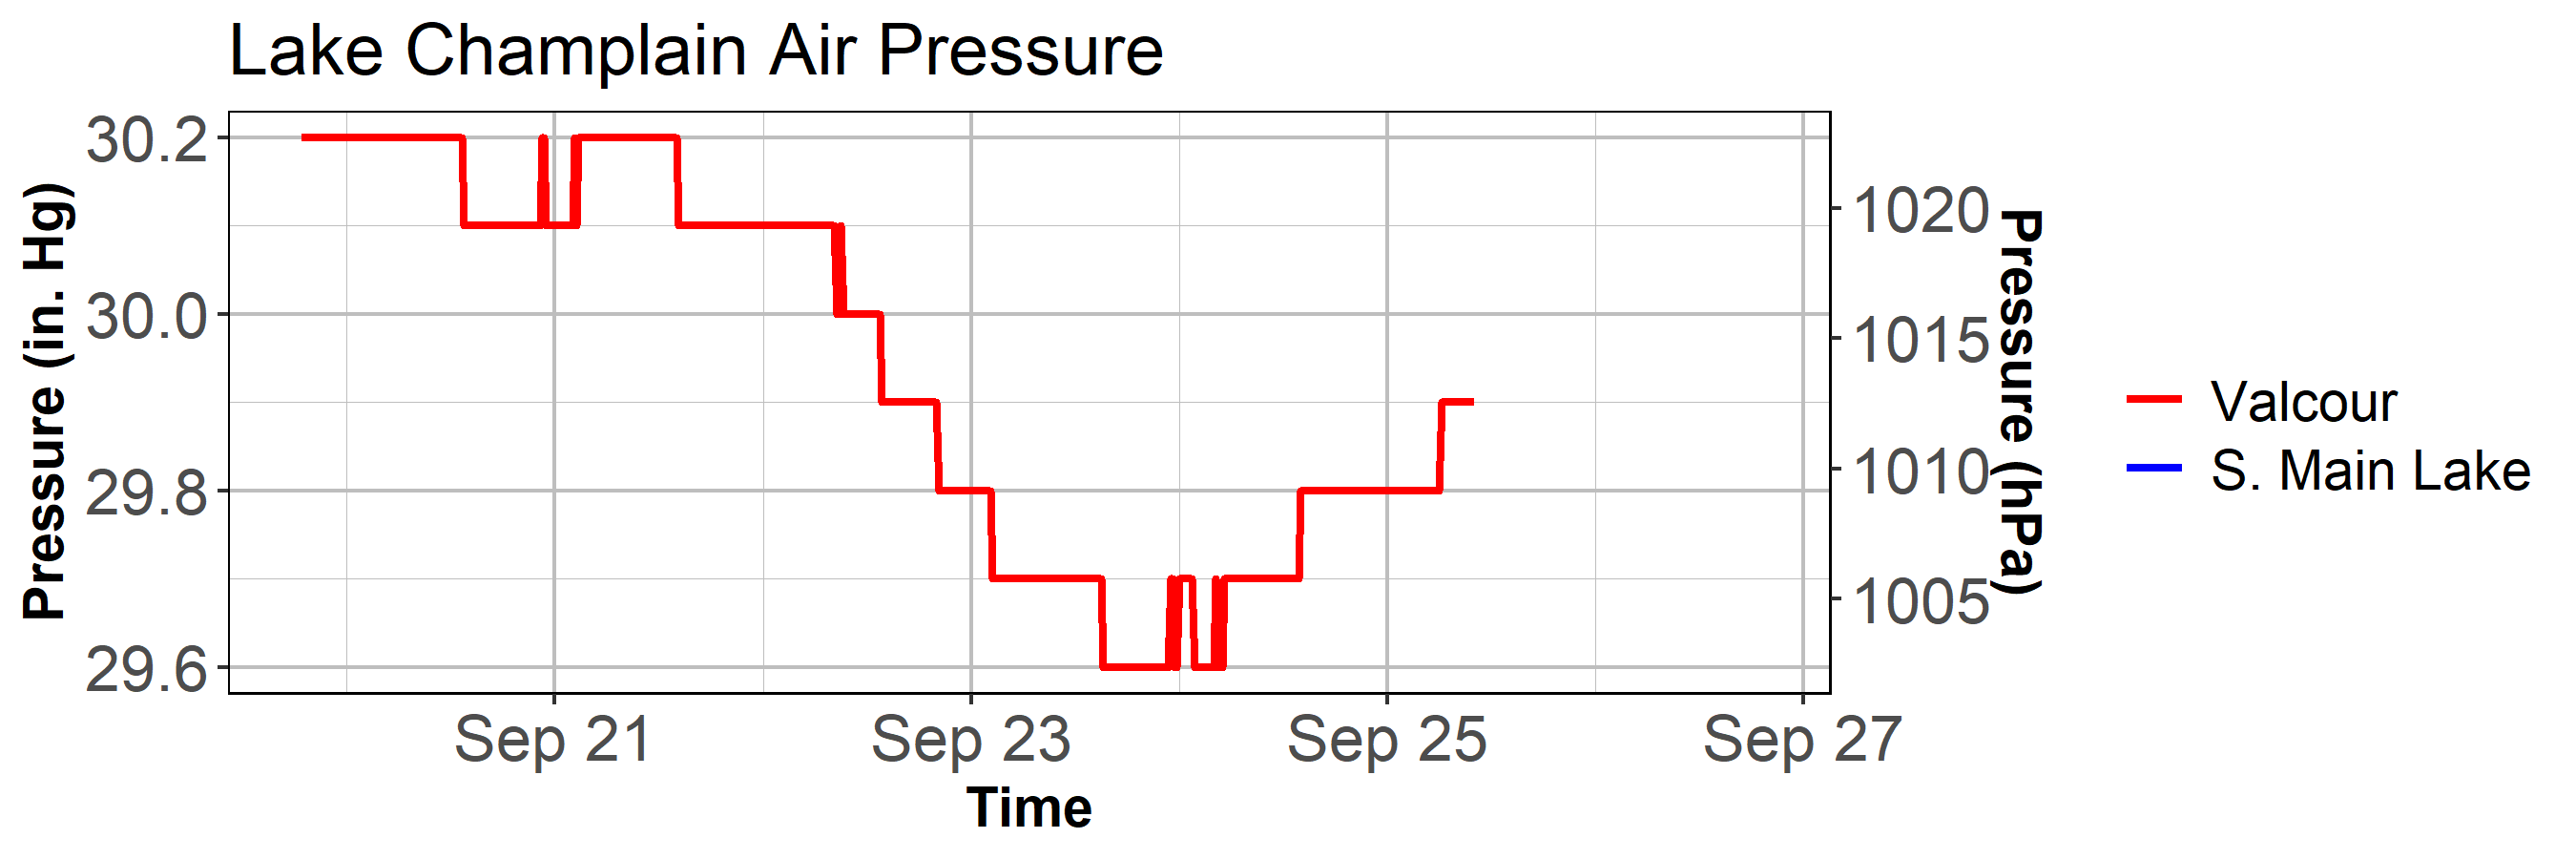 Lake Champlain Air Pressure
Pressure (in. Hg)
30.2
30.0
29.8
29.6
1020
1015
1010
1005
Pressure (hPa)
Valcour
S. Main Lake
Sep 21 Sep 23 Sep 25 Sep 27
Time